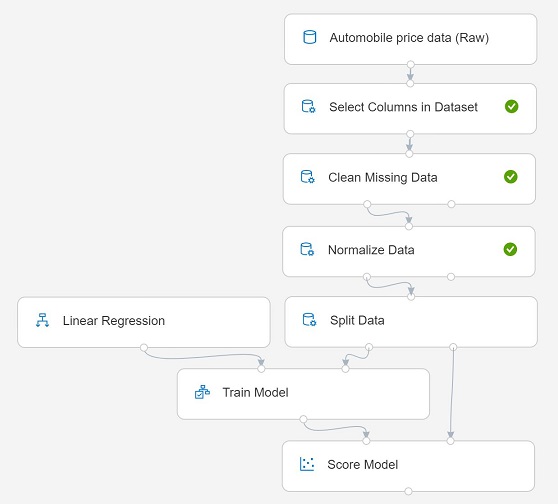 Automobile price data (Raw)
Select Columns in Dataset
Clean Missing Data
Normalize Data
Linear Regression
Split Data
Train Model
Score Model